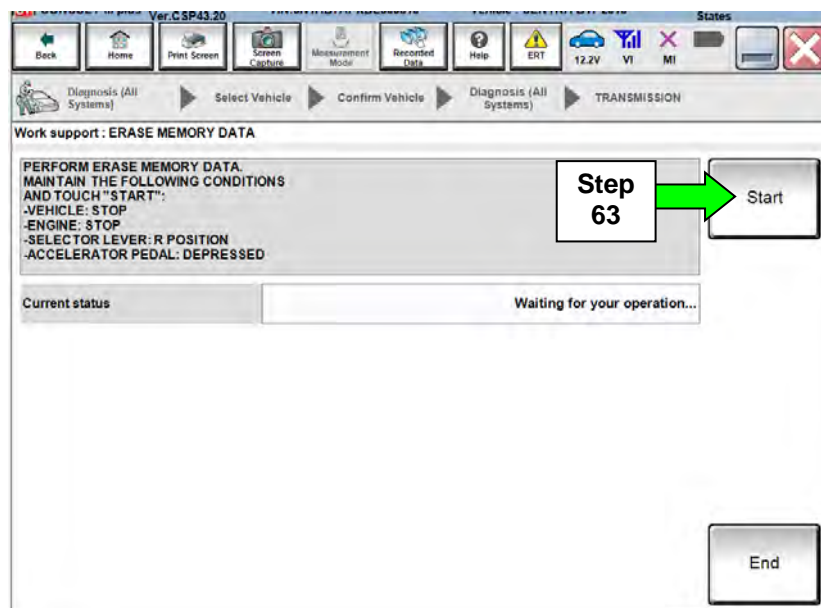 Ver.CSP43.20
States
Back
Home
Print Screen
Screen
Capture
Measurement
Mode
Recorded
Data
Help
ERT
12.2V
VI
MI
Diagnosis (All
Systems)
Select Vehicle
Confirm Vehicle
Diagnosis (All
Systems)
TRANSMISSION
Work support : ERASE MEMORY DATA
PERFORM ERASE MEMORY DATA.
MAINTAIN THE FOLLOWING CONDITIONS
AND TOUCH "START":
-VEHICLE: STOP
-ENGINE: STOP
-SELECTOR LEVER: R POSITION
-ACCELERATOR PEDAL: DEPRESSED
Step
63
Start
Current status
Waiting for your operation...
End